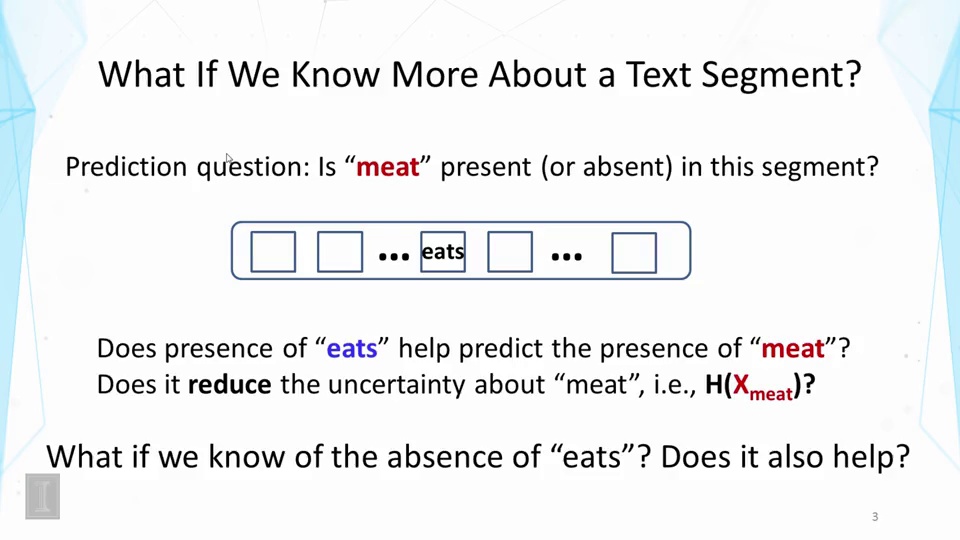 What If We Know More About a Text Segment?
Prediction question: Is “meat” present (or absent) in this segment?
... eats ...
Does presence of “eats” help predict the presence of “meat”?
Does it reduce the uncertainty about “meat”, i.e., H(Xmeat)?
What if we know of the absence of “eats”? Does it also help?
I
3